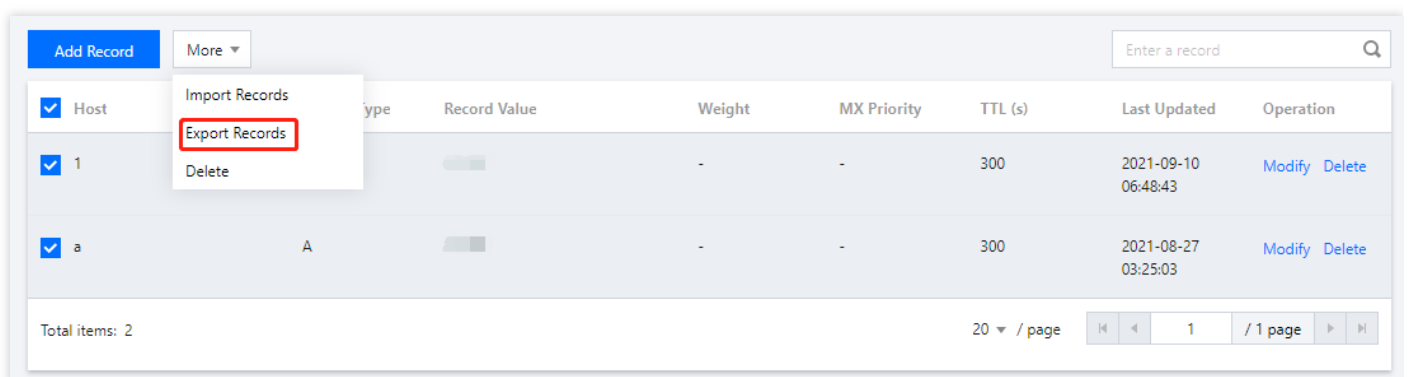 Add Record
More
Enter a record
Import Records
Export Records
Delete
Host
ype
Record Value
Weight
MX Priority
TTL (s)
Last Updated
Operation
1
-
-
300
2021-09-10
06:48:43
Modify Delete
a
A
-
-
300
2021-08-27
03:25:03
Modify Delete
Total items: 2
20 / page
1
/ 1 page